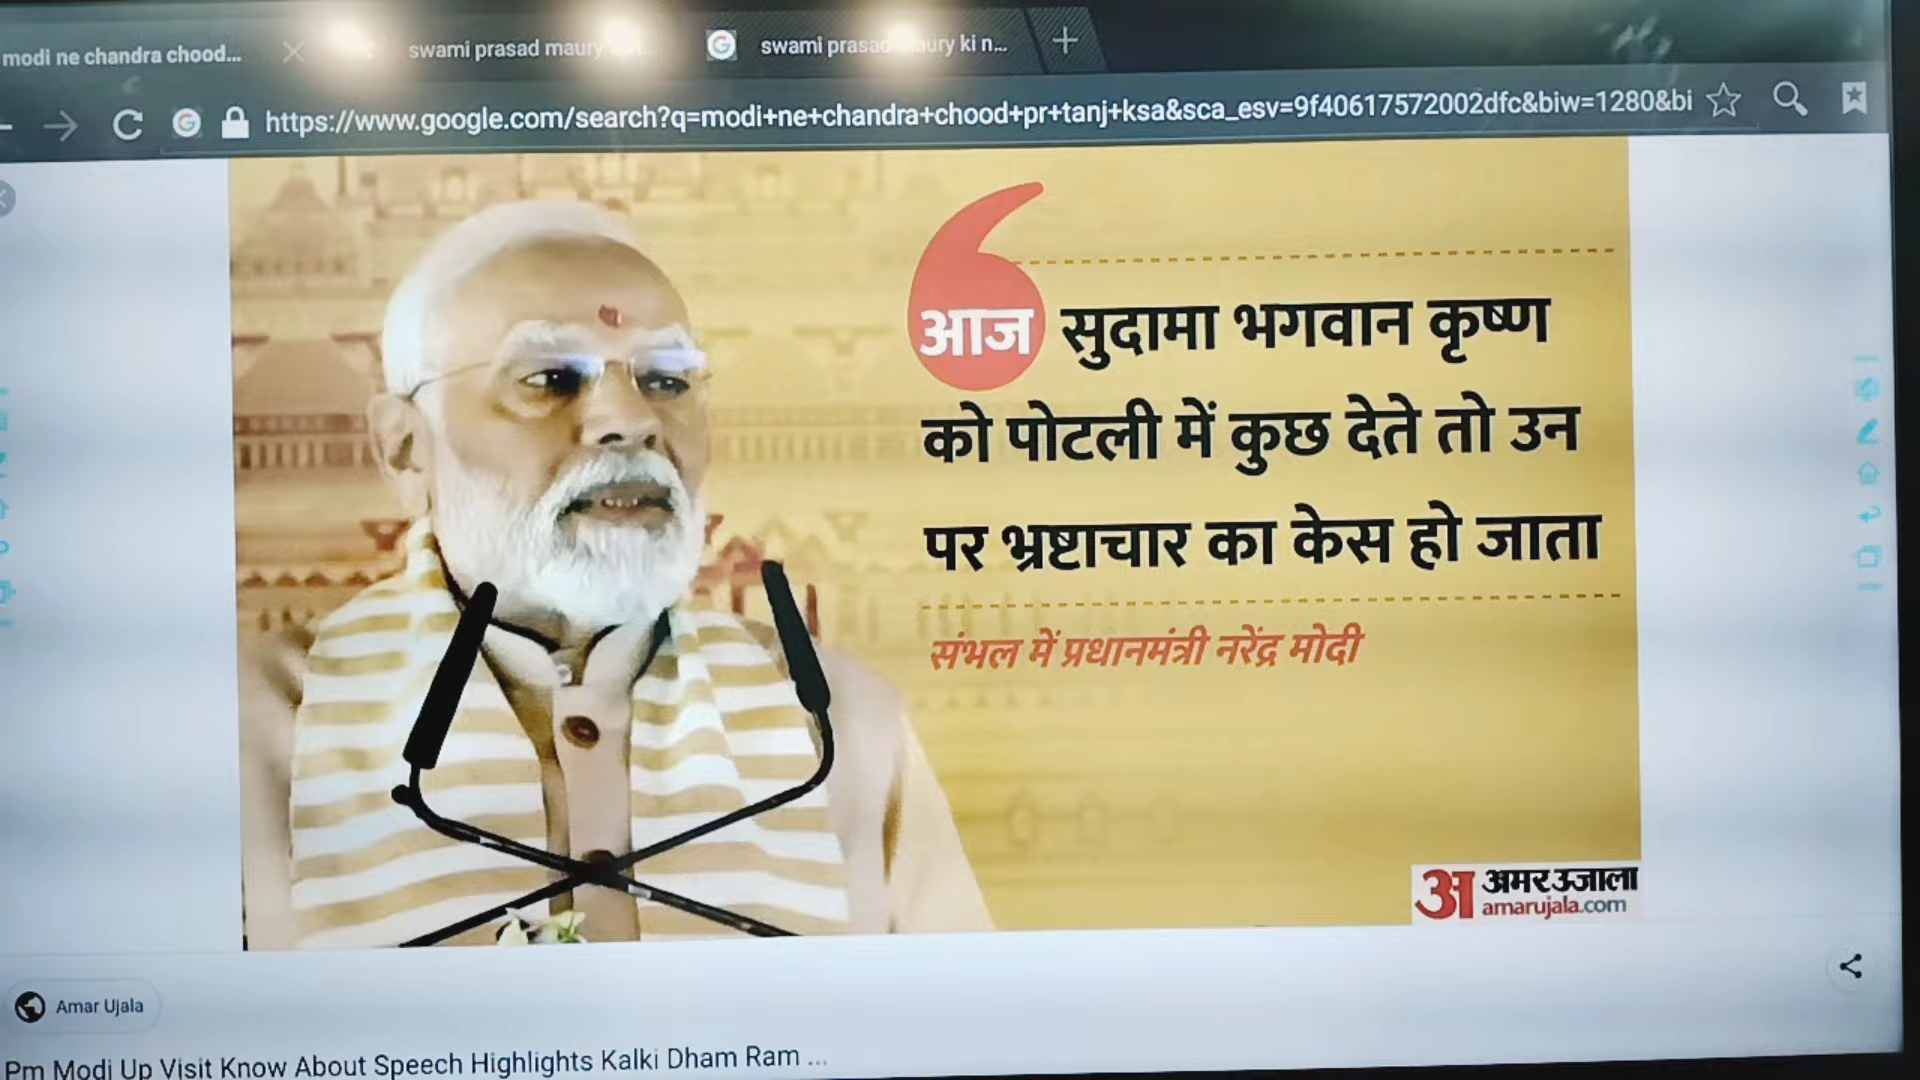 modi ne chandra chood...
swami prasad maury
swami prasad maury ki n...
https://www.google.com/search?q=modi+ne+chandra+chood+pr+tanj+ksa&sca_esv=9f40617572002dfc&biw=1280&bi
आज सुदामा भगवान कृष्ण
को पोटली में कुछ देते तो उन
पर भ्रष्टाचार का केस हो जाता
संभल में प्रधानमंत्री नरेंद्र मोदी
अ अमर उजाला
amarujala.com
Amar Ujala
Pm Modi Up Visit Know About Speech Highlights Kalki Dham Ram ...